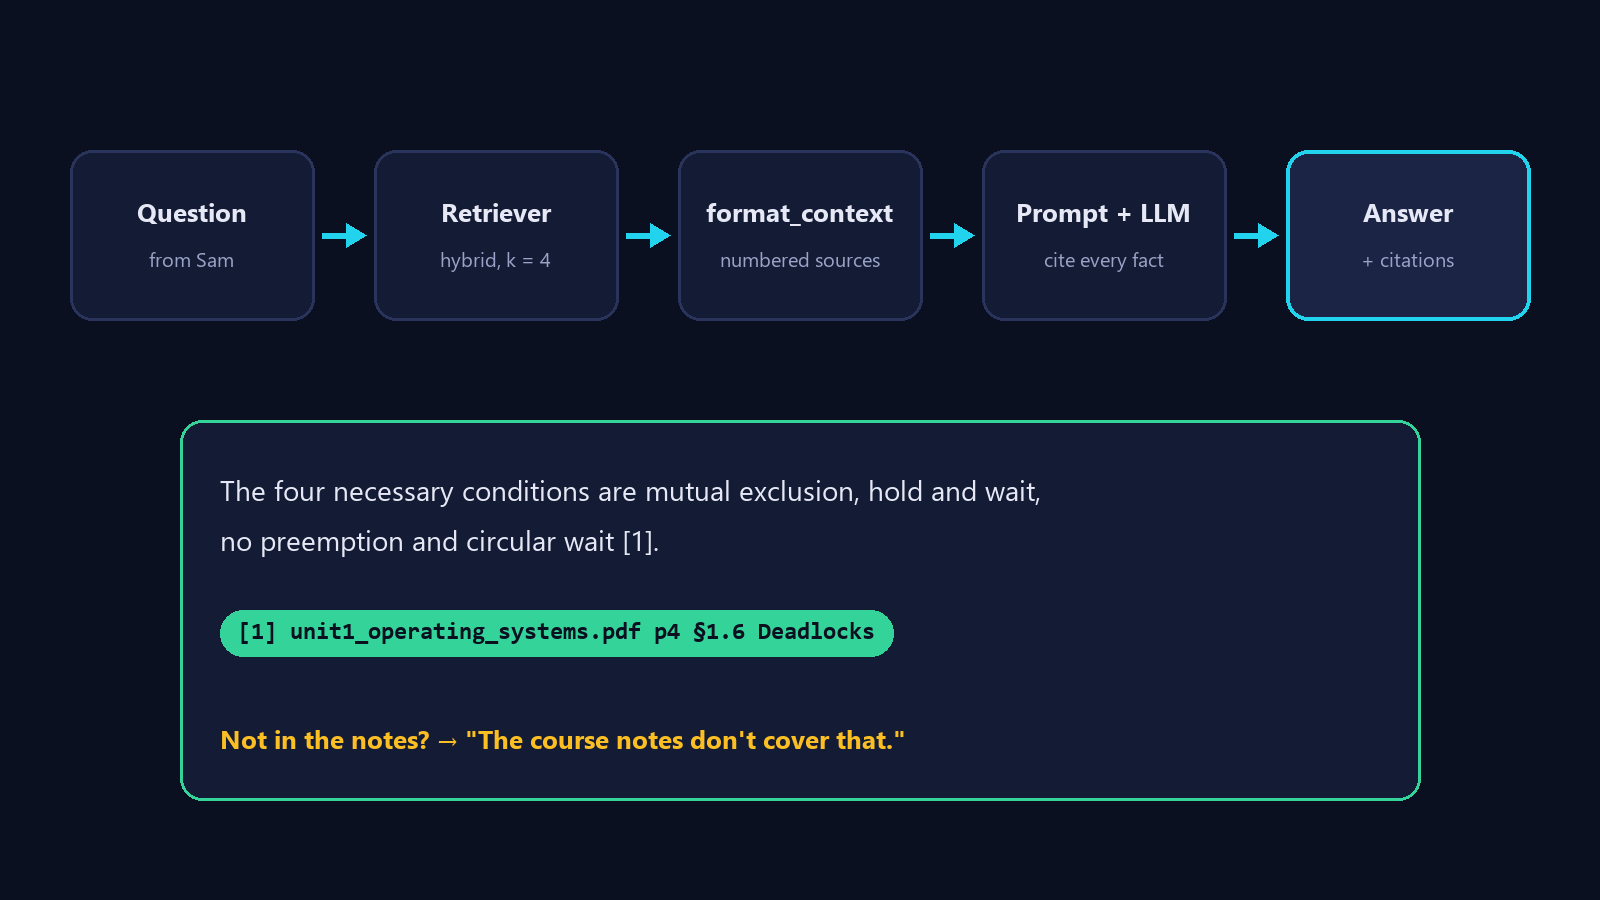 Question
from Sam
Retriever
hybrid, k = 4
format_context
numbered sources
Prompt + LLM
cite every fact
Answer
+ citations
The four necessary conditions are mutual exclusion, hold and wait,
no preemption and circular wait [1].
[1] unit1_operating_systems.pdf p4 §1.6 Deadlocks
Not in the notes? → "The course notes don't cover that."